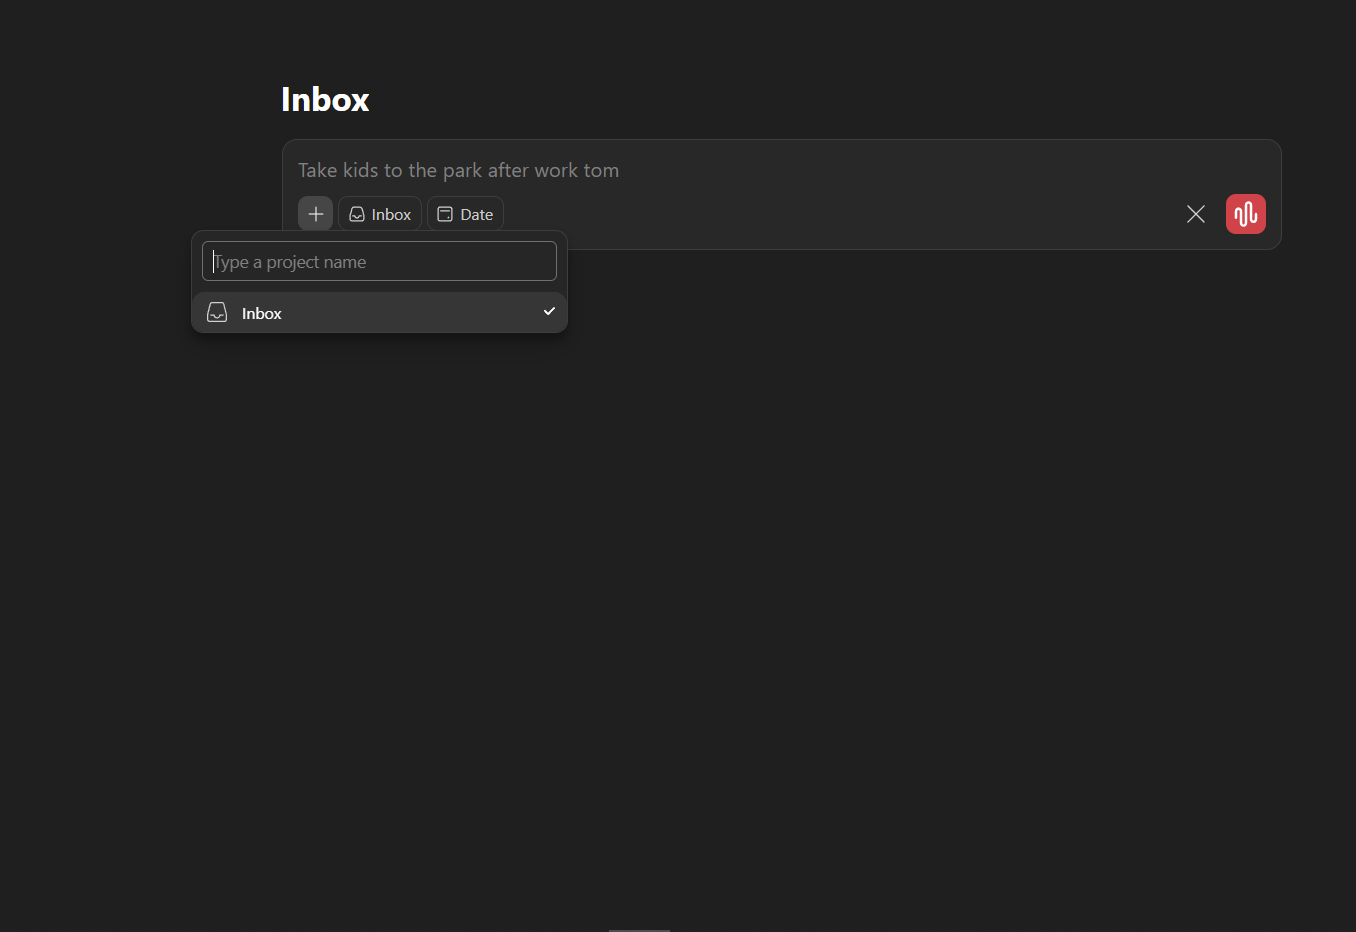 Inbox
Take kids to the park after work tom
Inbox Date
Type a project name
Inbox